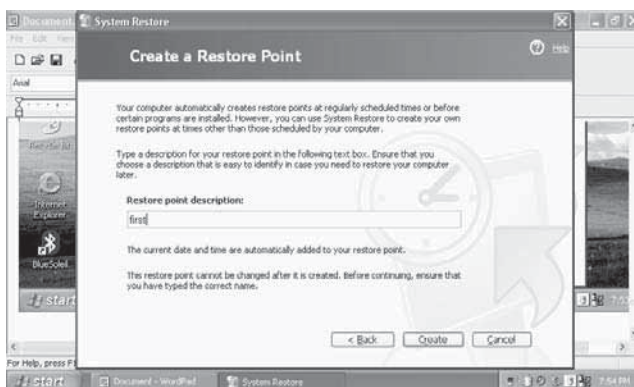 Document
System Restore
File Edit View
Help
Create a Restore Point
Arial
Your computer automatically creates restore points at regularly scheduled times or before
certain programs are installed. However, you can use System Restore to create your own
restore points at times other than those scheduled by your computer.
Type a description for your restore point in the following text box. Ensure that you
choose a description that is easy to identify in case you need to restore your computer
later.
Internet
Explorer
Restore point description:
first
The current date and time are automatically added to your restore point.
BlueSoleil
This restore point cannot be changed after it is created. Before continuing, ensure that
you have typed the correct name.
start
< Back
Create
Cancel
For Help, press F1
start
Document - WordPad
System Restore
7:54 PM